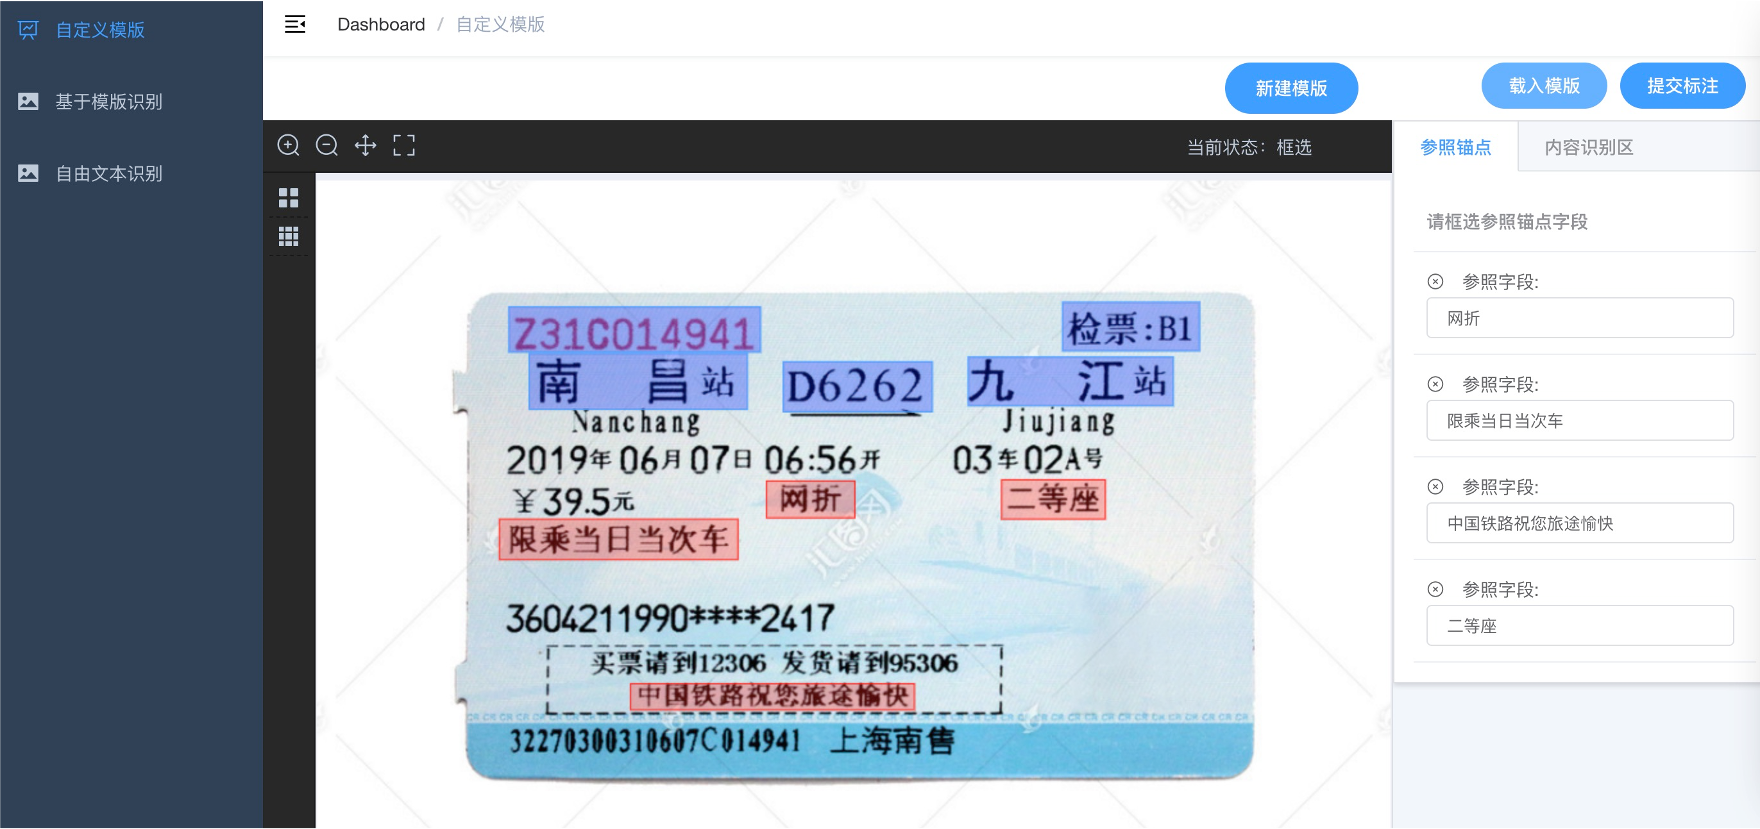 自定义模版
基于模版识别
自由文本识别
Dashboard / 自定义模版
新建模版
载入模版
提交标注
当前状态：框选
参照锚点
内容识别区
请框选参照锚点字段
参照字段:
网折
参照字段:
限乘当日当次车
参照字段:
中国铁路祝您旅途愉快
参照字段:
二等座
Z31C014941
检票:B1
南昌站
D6262
九江站
Nanchang
Jiujiang
2019年06月07日 06:56开
03车02A号
¥39.5元
网折
二等座
限乘当日当次车
3604211990****2417
买票请到12306 发货请到95306
中国铁路祝您旅途愉快
32270300310607C014941 上海南售
汇图网